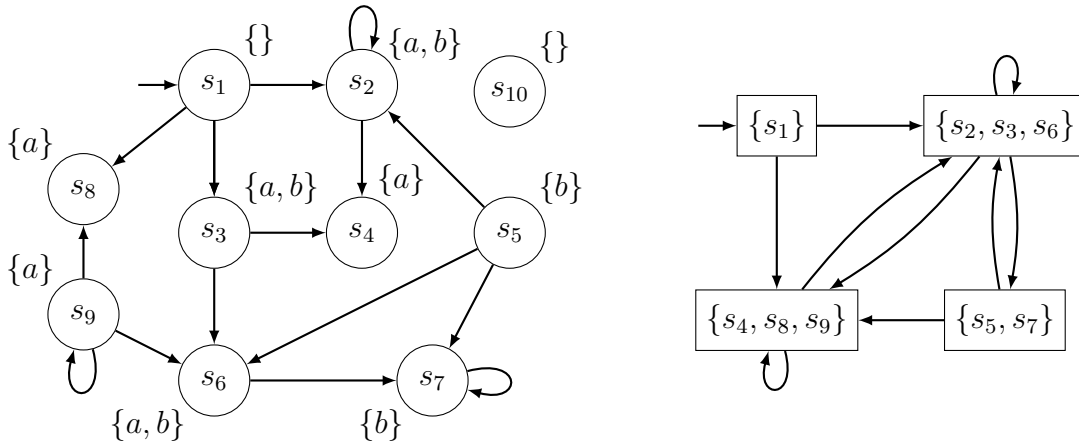 {} {a, b} {}
s₁ s₂ s₁₀
{a} {a, b} {a} {b}
s₈ s₃ s₄ s₅
{a}
s₉ s₆ s₇
{a, b} {b}
{s₁} {s₂, s₃, s₆}
{s₄, s₈, s₉} {s₅, s₇}